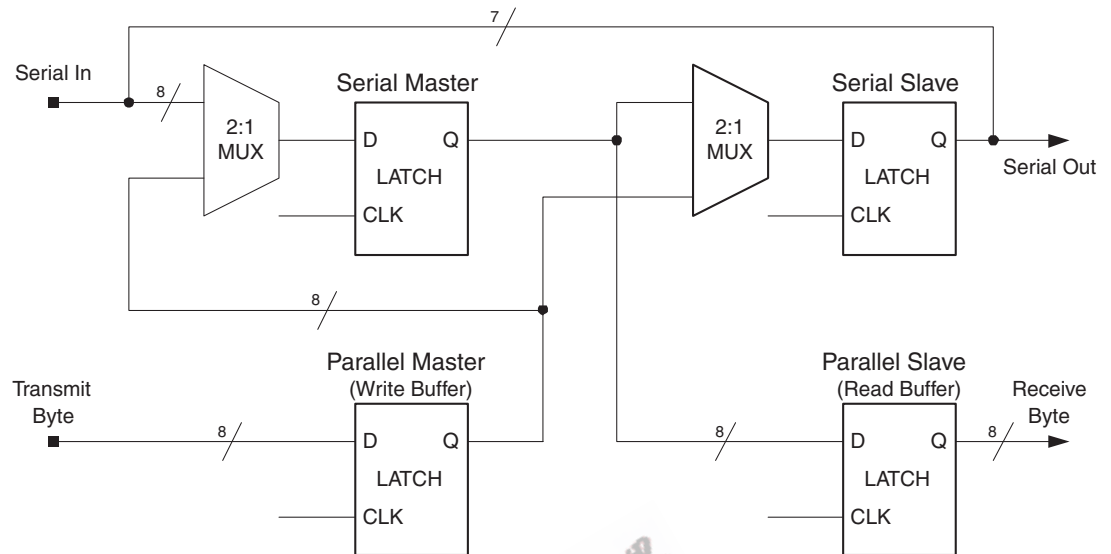 7
Serial In
8
2:1
MUX
Serial Master
D
Q
LATCH
CLK
2:1
MUX
Serial Slave
D
Q
LATCH
CLK
Serial Out
8
Transmit
Byte
8
Parallel Master
(Write Buffer)
D
Q
LATCH
CLK
8
Parallel Slave
(Read Buffer)
D
Q
LATCH
CLK
8
Receive
Byte